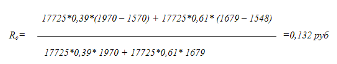 17725*0,39*(1970 – 1570) + 17725*0,61* (1679 – 1548)
Rб= =0,132 руб
17725*0,39* 1970 + 17725*0,61* 1679